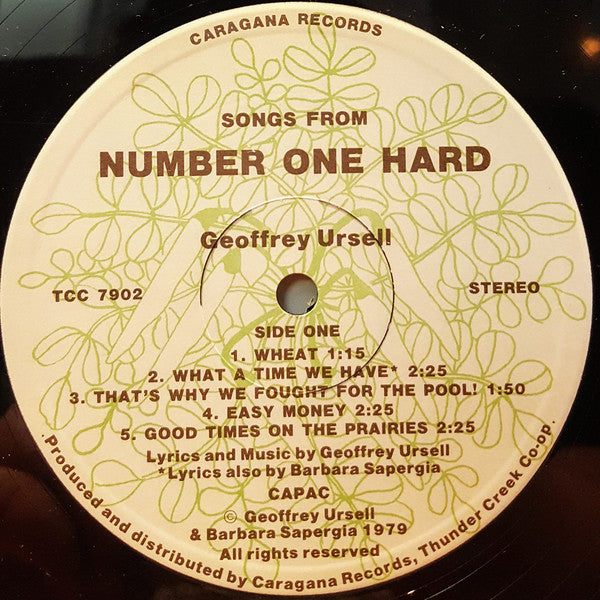 CARAGANA RECORDS
SONGS FROM
NUMBER ONE HARD
Geoffrey Ursell
TCC 7902
STEREO
SIDE ONE
1. WHEAT 1:15
2. WHAT A TIME WE HAVE* 2:25
3. THAT'S WHY WE FOUGHT FOR THE POOL! 1:50
4. EASY MONEY 2:25
5. GOOD TIMES ON THE PRAIRIES 2:25
Lyrics and Music by Geoffrey Ursell
*Lyrics also by Barbara Sapergia
CAPAC
© Geoffrey Ursell
& Barbara Sapergia 1979
All rights reserved
.Produced and distributed by Caragana Records, Thunder Creek Co-op.